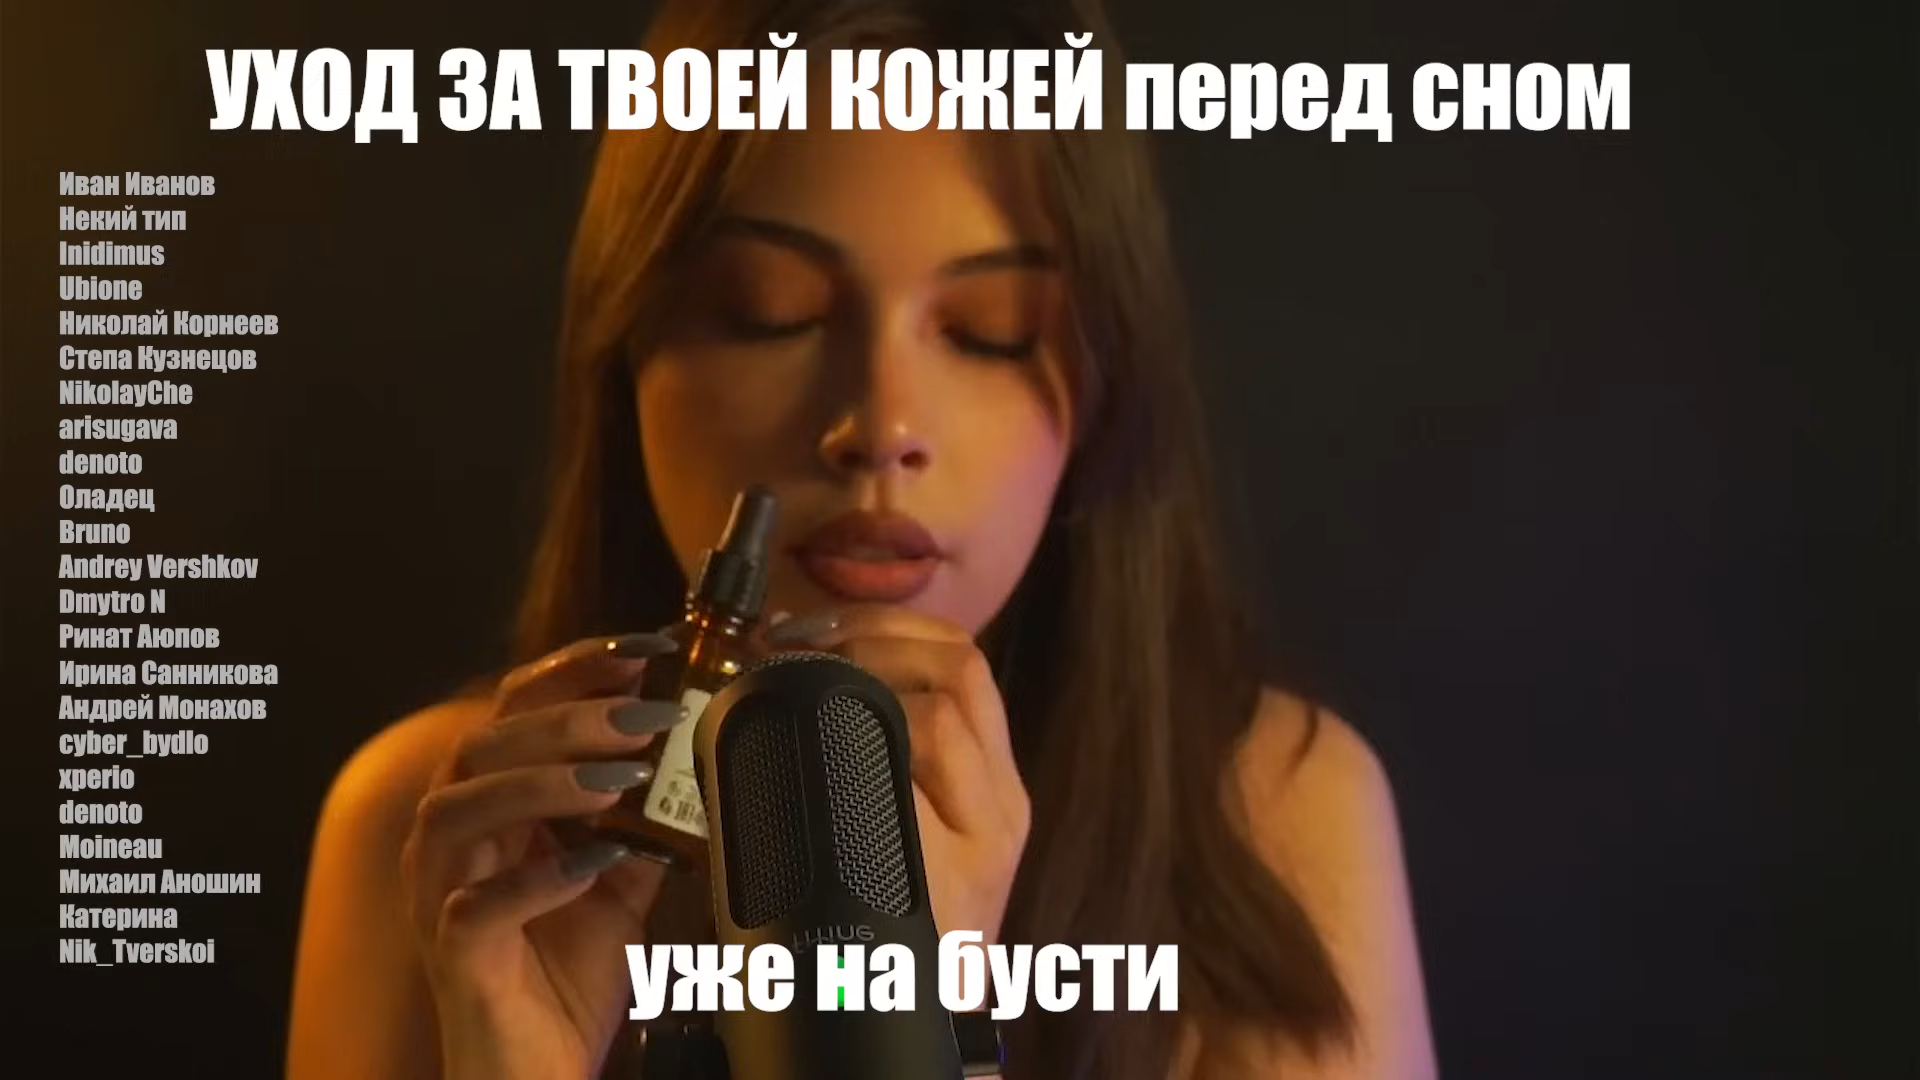 УХОД ЗА ТВОЕЙ КОЖЕЙ перед сном
Иван Иванов
Некий тип
Inidimus
Ubione
Николай Корнеев
Степа Кузнецов
NikolayChe
arisugava
denoto
Оладец
Bruno
Andrey Vershkov
Dmytro N
Ринат Аюпов
Ирина Санникова
Андрей Монахов
cyber_bydlo
xperio
denoto
Moineau
Михаил Аношин
Катерина
Nik_Tverskoi
уже на бусти